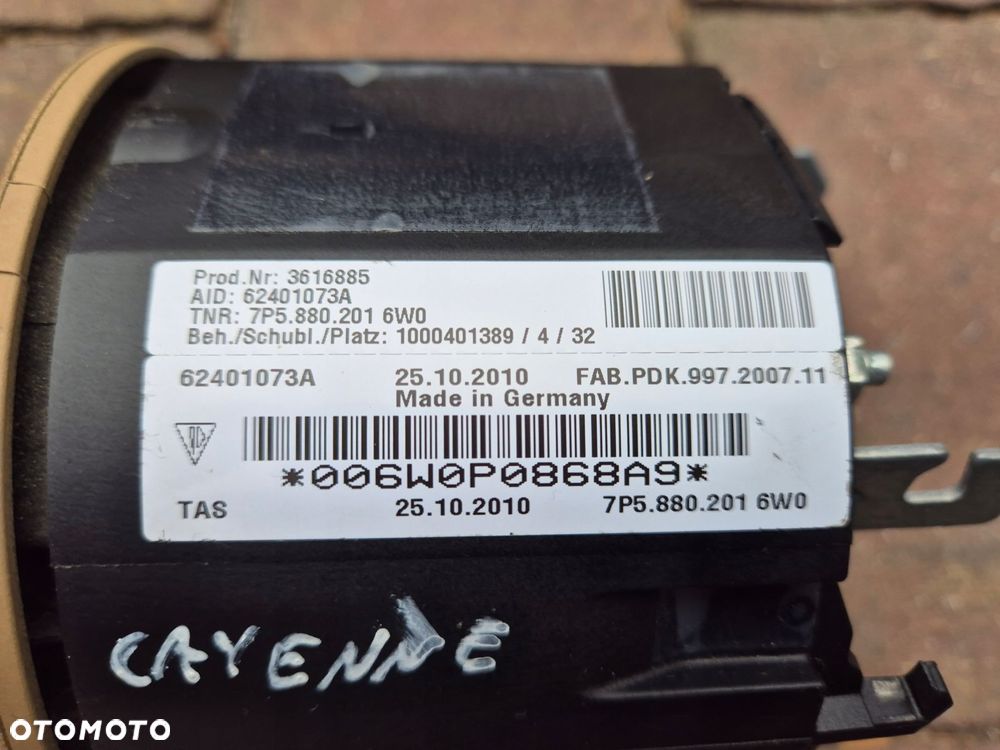 Prod.Nr: 3616885
AID: 62401073A
TNR: 7P5.880.201 6W0
Beh./Schubl./Platz: 1000401389 / 4 / 32
62401073A 25.10.2010 FAB.PDK.997.2007.11
Made in Germany
*006W0P0868A9*
TAS 25.10.2010 7P5.880.201 6W0
CAYENNE
OTOMOTO